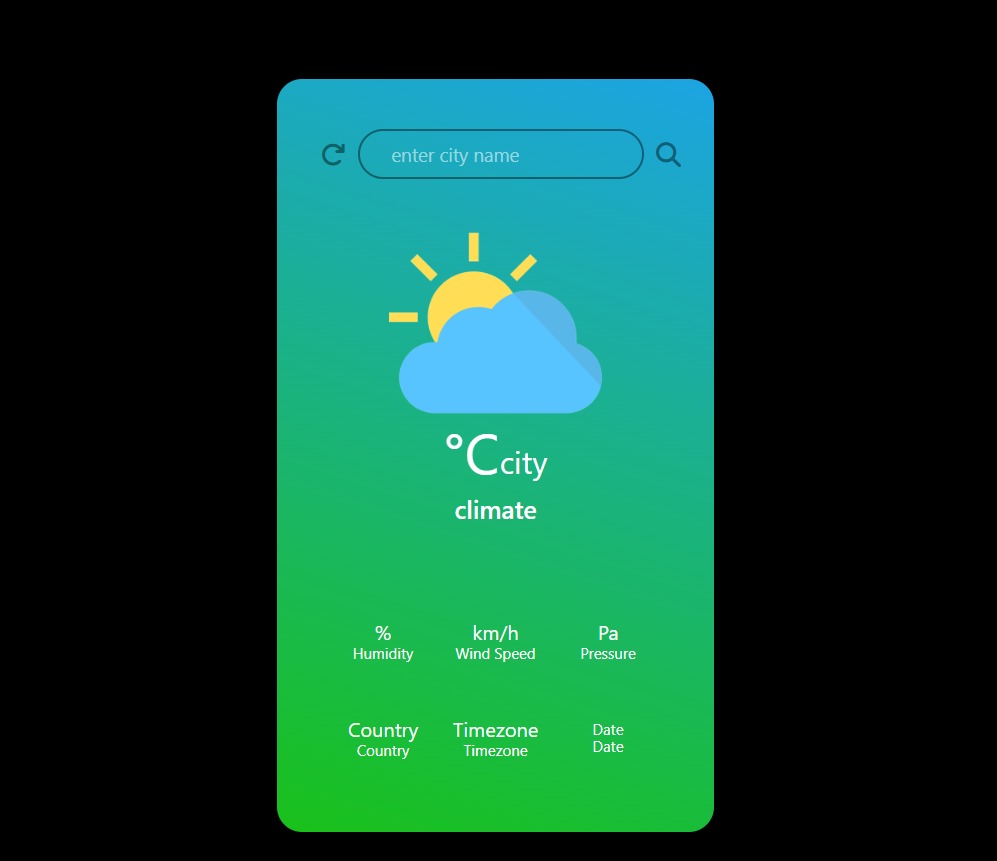 enter city name
°Ccity
climate
% km/h Pa
Humidity Wind Speed Pressure
Country Timezone Date
Country Timezone Date